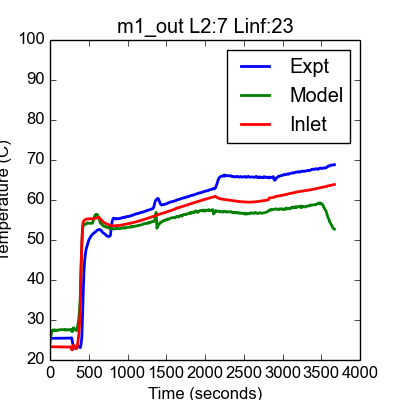 m1_out L2:7 Linf:23
100
90
80
70
60
50
40
30
20
Temperature (C)
Expt
Model
Inlet
0 500 1000 1500 2000 2500 3000 3500 4000
Time (seconds)